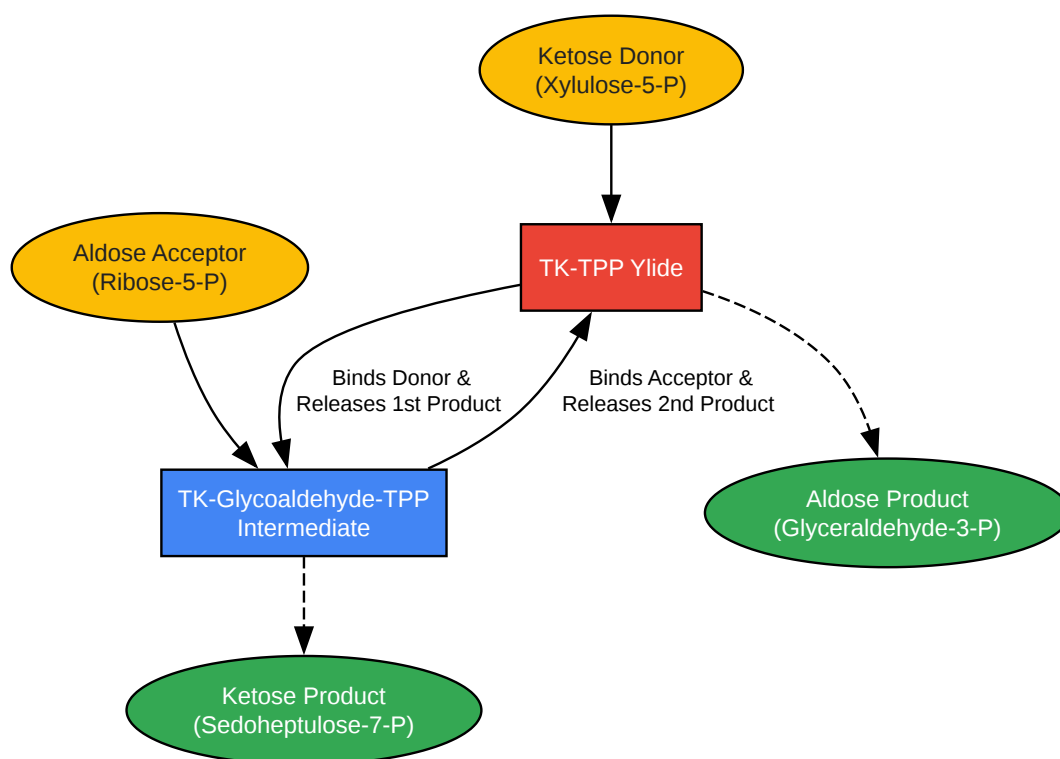 Ketose Donor
(Xylulose-5-P)
Aldose Acceptor
(Ribose-5-P)
TK-TPP Ylide
Binds Donor &
Releases 1st Product
Binds Acceptor &
Releases 2nd Product
TK-Glycoaldehyde-TPP
Intermediate
Aldose Product
(Glyceraldehyde-3-P)
Ketose Product
(Sedoheptulose-7-P)